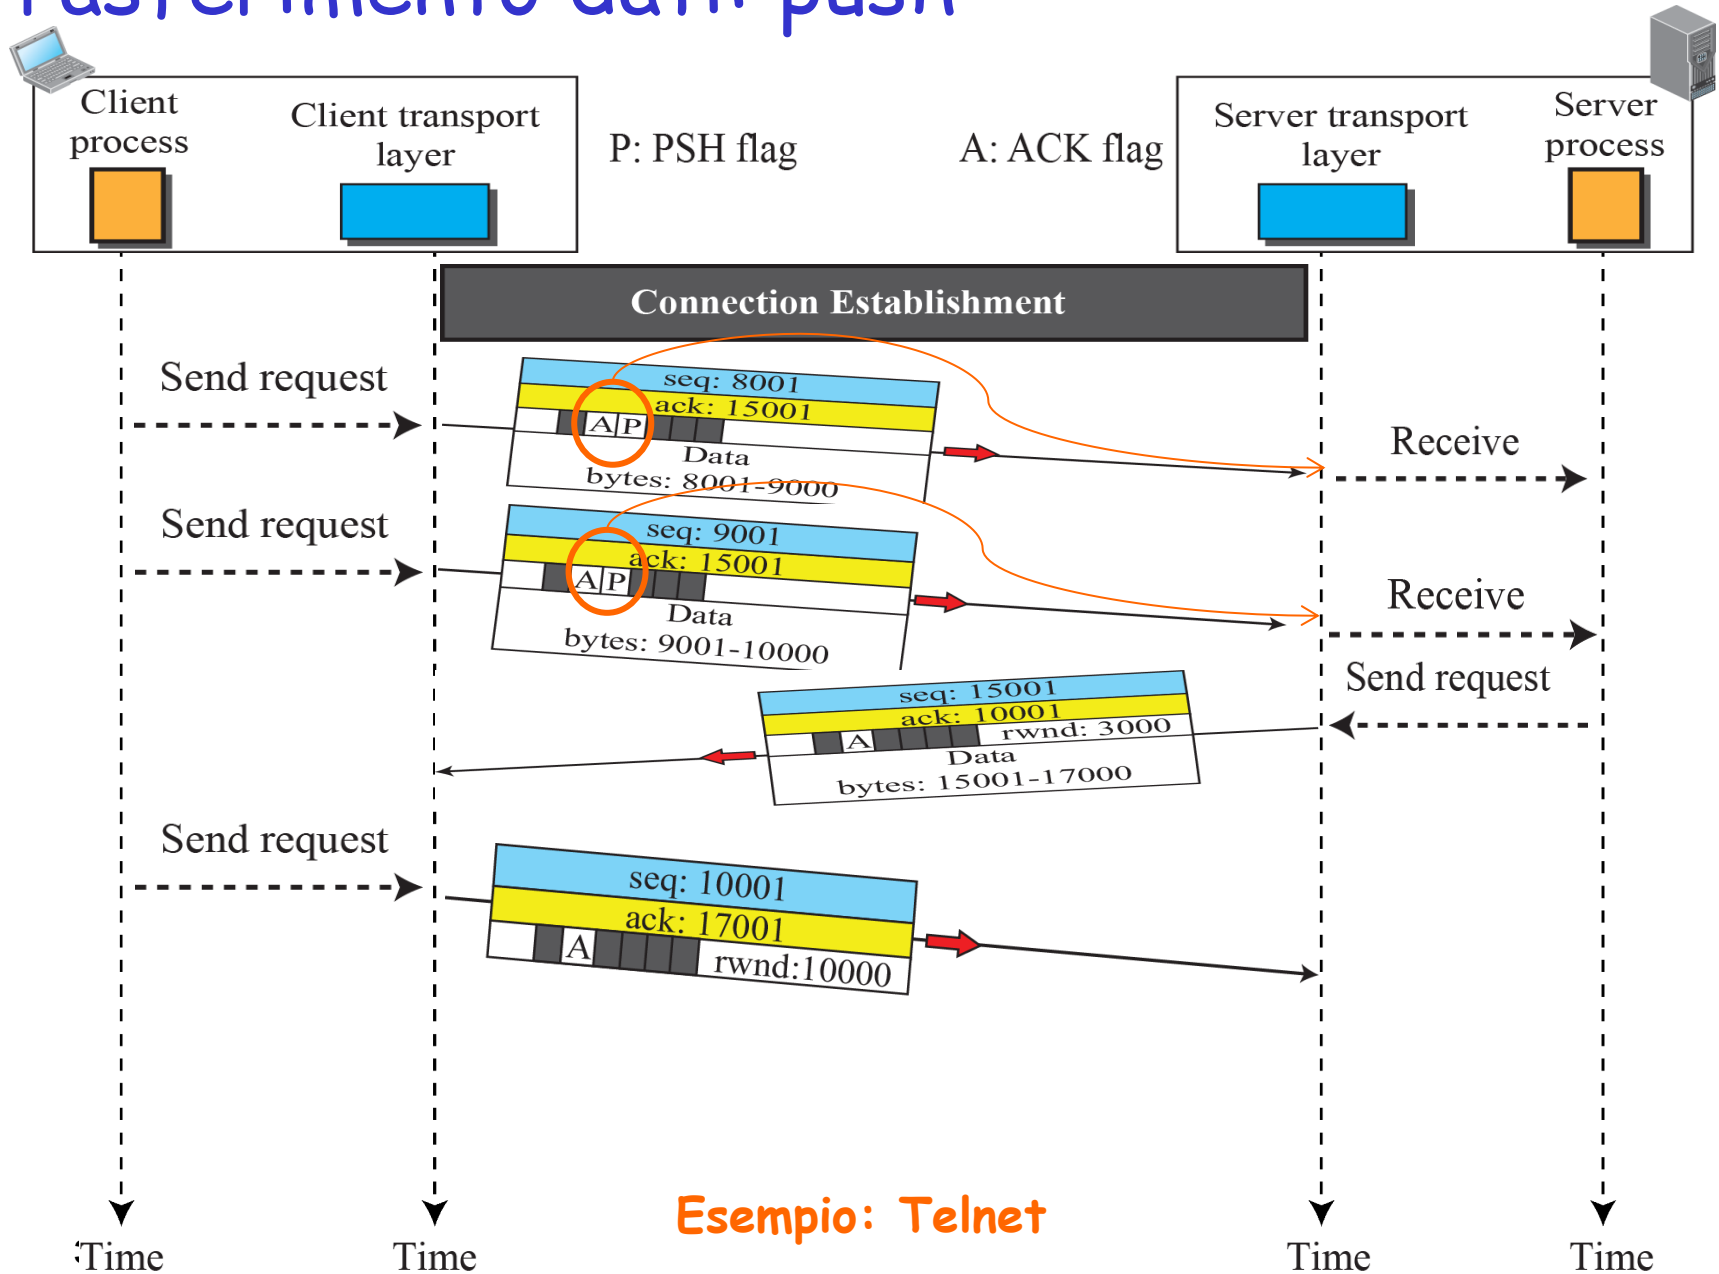 dati: push
Client
process
Client transport
layer
P: PSH flag
A: ACK flag
Server transport
layer
Server
process
Connection Establishment
Send request
seq: 8001
ack: 15001
A P
Data
bytes: 8001-9000
Receive
Send request
seq: 9001
ack: 15001
A P
Data
bytes: 9001-10000
Receive
Send request
seq: 15001
ack: 10001
A rwnd: 3000
Data
bytes: 15001-17000
Send request
seq: 10001
ack: 17001
A rwnd:10000
Esempio: Telnet
Time
Time
Time
Time